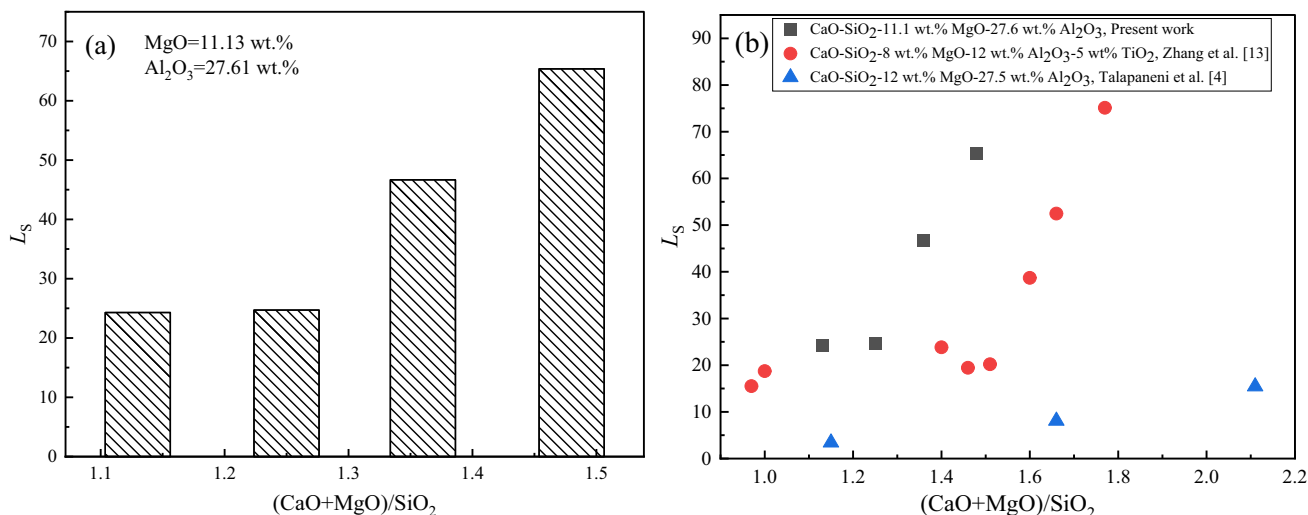 (a)
MgO=11.13 wt.%
Al₂O₃=27.61 wt.%
70
60
50
40
30
20
10
0
L_S
1.1 1.2 1.3 1.4 1.5
(CaO+MgO)/SiO₂
(b)
CaO-SiO₂-11.1 wt.% MgO-27.6 wt.% Al₂O₃, Present work
CaO-SiO₂-8 wt.% MgO-12 wt.% Al₂O₃-5 wt% TiO₂, Zhang et al. [13]
CaO-SiO₂-12 wt.% MgO-27.5 wt.% Al₂O₃, Talapaneni et al. [4]
90
80
70
60
50
40
30
20
10
0
L_S
1.0 1.2 1.4 1.6 1.8 2.0 2.2
(CaO+MgO)/SiO₂